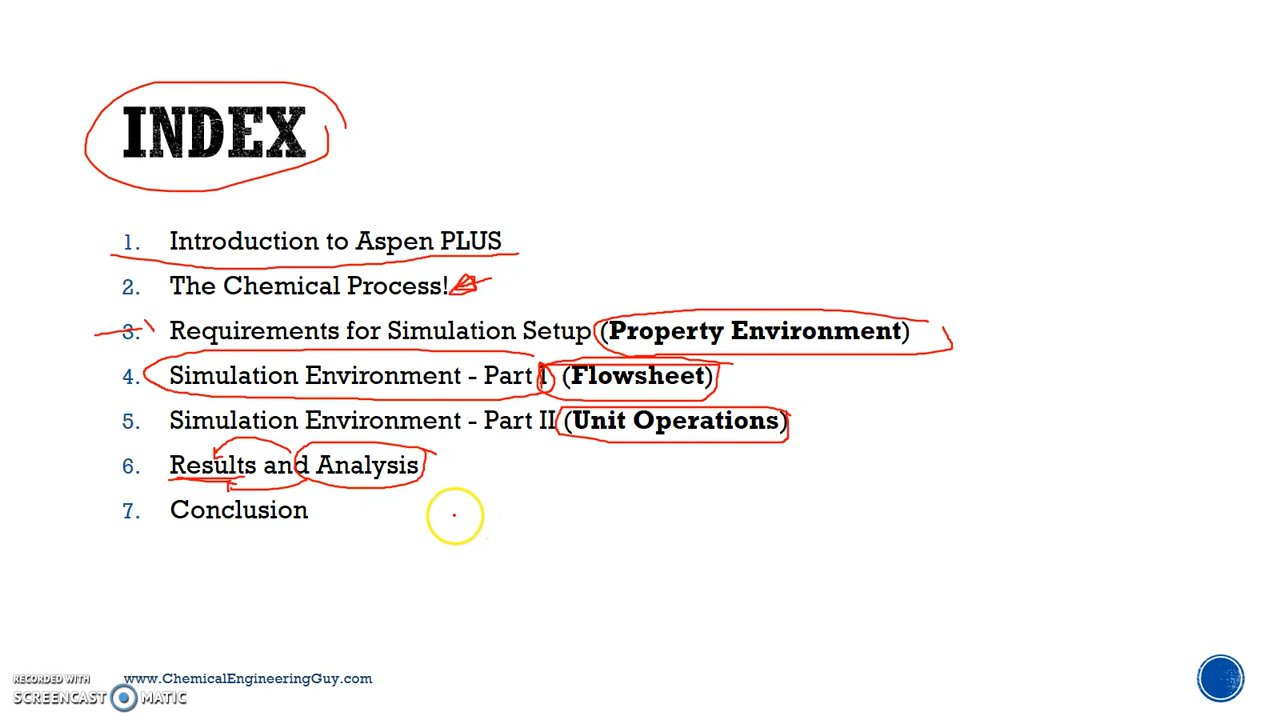 INDEX
1. Introduction to Aspen PLUS
2. The Chemical Process!
3. Requirements for Simulation Setup (Property Environment)
4. Simulation Environment - Part I (Flowsheet)
5. Simulation Environment - Part II (Unit Operations)
6. Results and Analysis
7. Conclusion
www.ChemicalEngineeringGuy.com
RECORDED WITH
SCREENCAST MATIC